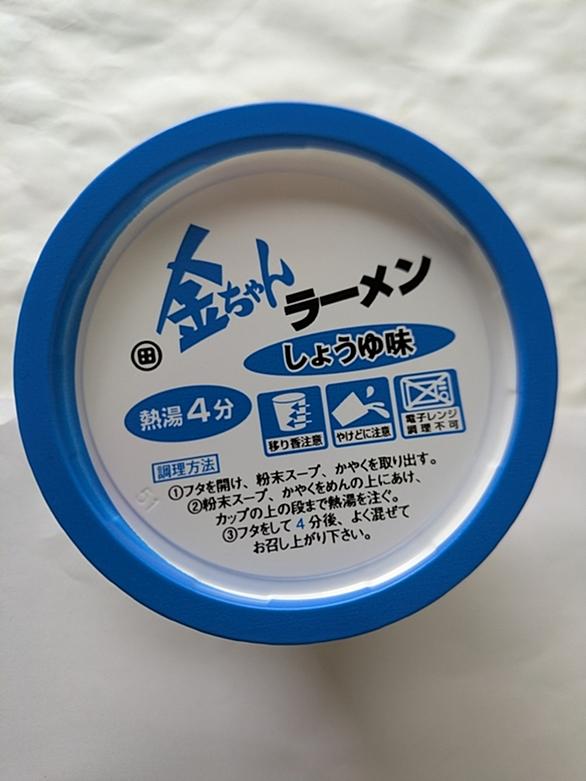 金ちゃん
ラーメン
田
しょうゆ味
熱湯4分
移り香注意
やけどに注意
電子レンジ
調理不可
調理方法
①フタを開け、粉末スープ、かやくを取り出す。
②粉末スープ、かやくをめんの上にあけ、
カップの上の段まで熱湯を注ぐ。
③フタをして4分後、よく混ぜて
お召し上がり下さい。
51